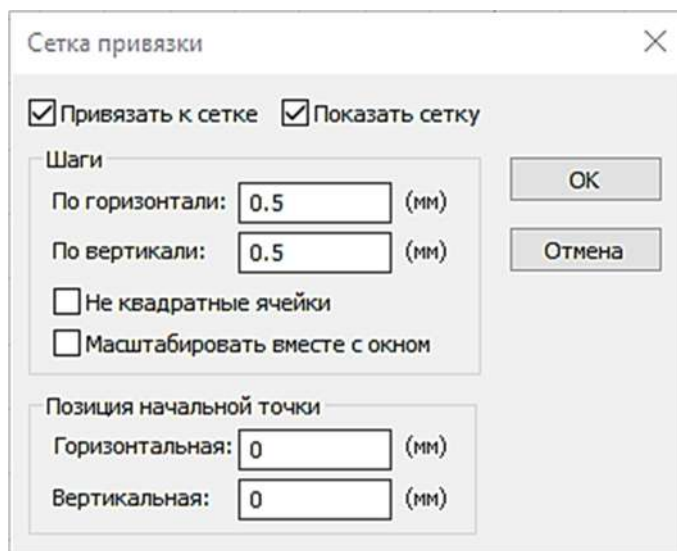 Сетка привязки
Привязать к сетке Показать сетку
Шаги
По горизонтали: 0.5 (мм)
OK
По вертикали: 0.5 (мм)
Отмена
Не квадратные ячейки
Масштабировать вместе с окном
Позиция начальной точки
Горизонтальная: 0 (мм)
Вертикальная: 0 (мм)